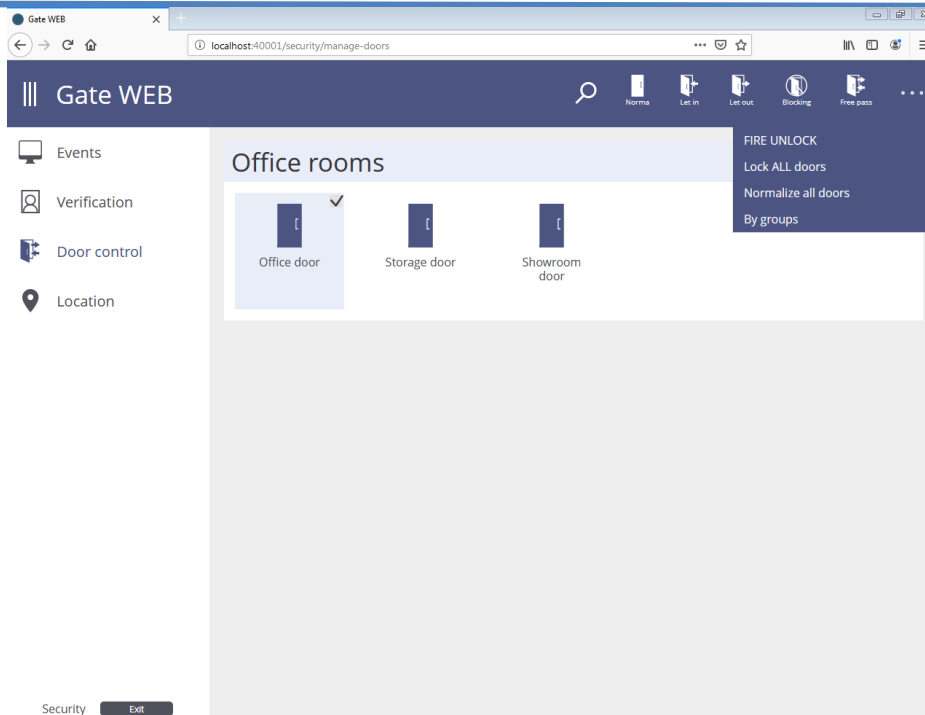 Gate WEB
localhost:40001/security/manage-doors
Gate WEB
Norma
Let in
Let out
Blocking
Free pass
FIRE UNLOCK
Lock ALL doors
Normalize all doors
By groups
Events
Verification
Door control
Location
Office rooms
Office door
Storage door
Showroom
door
Security
Exit